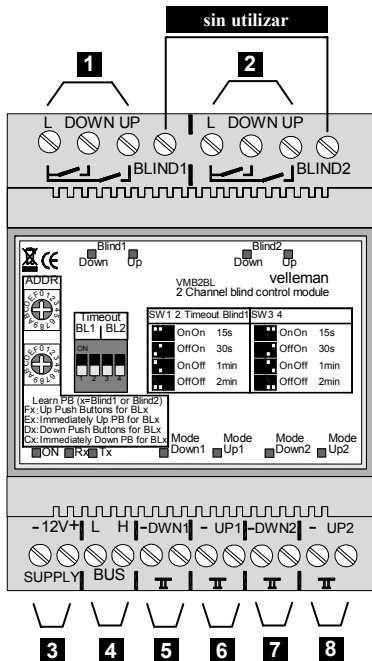 sin utilizar
1 2
L DOWN UP L DOWN UP
BLIND1 BLIND2
Blind1 Blind2
Down Up Down Up
ADDR
VMB2BL velleman
2 Channel blind control module
Timeout
BL1 BL2
ON
1 2 3 4
SW1 2 Timeout Blind1 SW3 4
OnOn 15s OnOn 15s
OffOn 30s OffOn 30s
OnOff 1min OnOff 1min
OffOff 2min OffOff 2min
Learn PB (x=Blind1 or Blind2)
Fx: Up Push Buttons for BLx
Ex: Immediately Up PB for BLx
Dx: Down Push Buttons for BLx
Cx: Immediately Down PB for BLx
ON Rx Tx
Mode Mode Mode Mode
Down1 Up1 Down2 Up2
-12V+ L H -DWN1 - UP1 -DWN2 - UP2
SUPPLY BUS
3 4 5 6 7 8